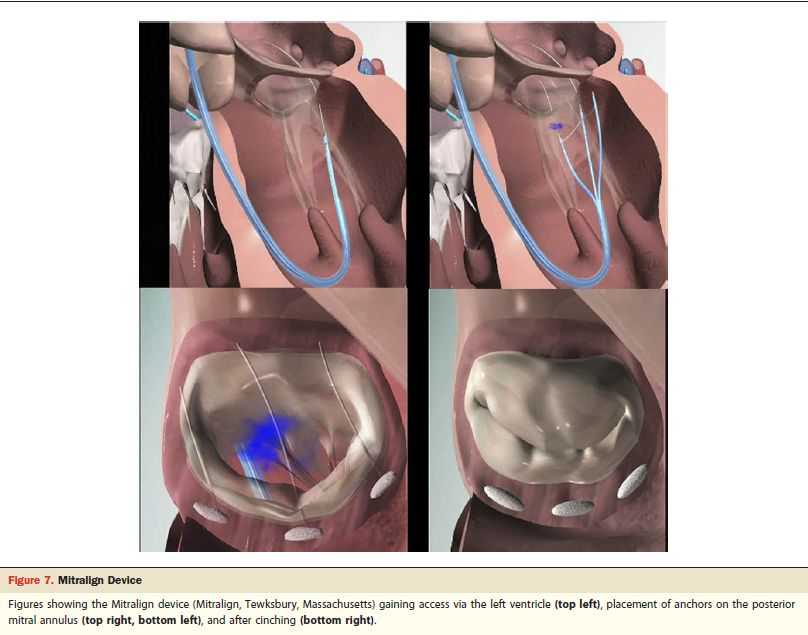 Figure 7. Mitralign Device
Figures showing the Mitralign device (Mitralign, Tewksbury, Massachusetts) gaining access via the left ventricle (top left), placement of anchors on the posterior
mitral annulus (top right, bottom left), and after cinching (bottom right).